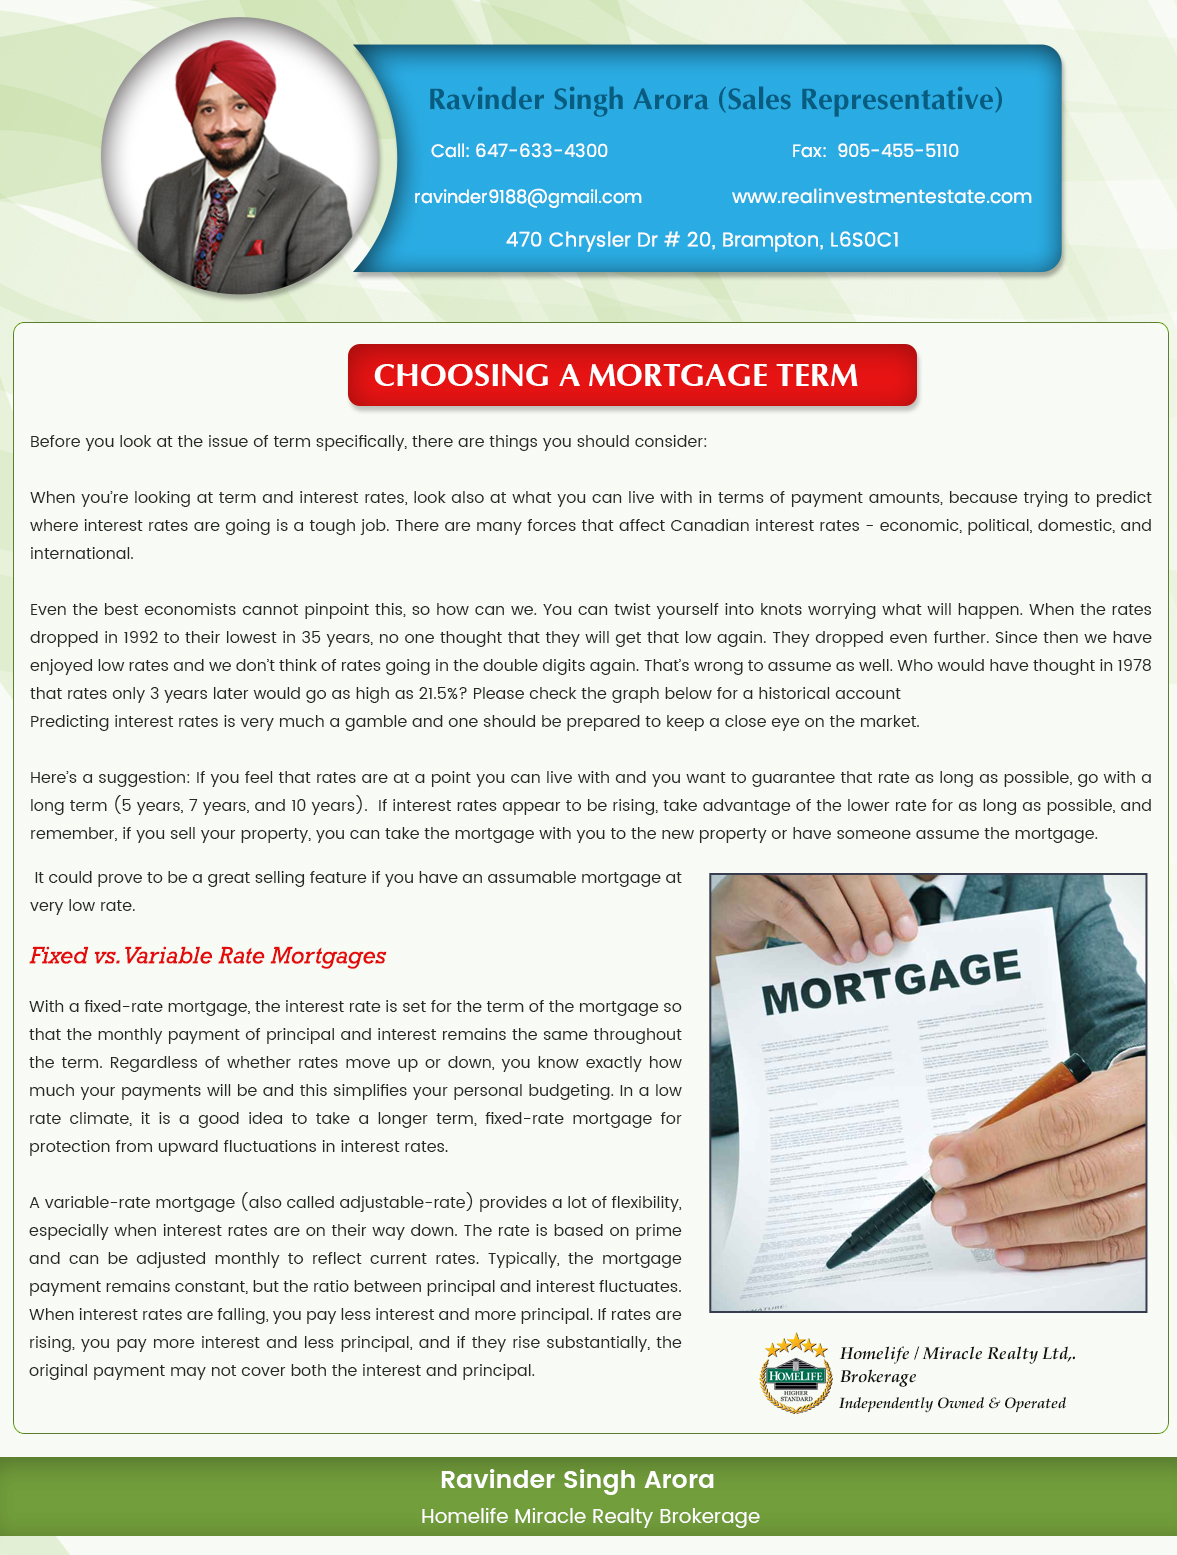 Ravinder Singh Arora (Sales Representative)
Call: 647-633-4300
Fax:  905-455-5110
ravinder9188@gmail.com
www.realinvestmentestate.com
470 Chrysler Dr # 20, Brampton, L6S0C1
CHOOSING A MORTGAGE TERM
Before you look at the issue of term specifically, there are things you should consider:
When you're looking at term and interest rates, look also at what you can live with in terms of payment amounts, because trying to predict
where interest rates are going is a tough job. There are many forces that affect Canadian interest rates - economic, political, domestic, and
international.
Even the best economists cannot pinpoint this, so how can we. You can twist yourself into knots worrying what will happen. When the rates
dropped in 1992 to their lowest in 35 years, no one thought that they will get that low again. They dropped even further. Since then we have
enjoyed low rates and we don't think of rates going in the double digits again. That's wrong to assume as well. Who would have thought in 1978
that rates only 3 years later would go as high as 21.5%? Please check the graph below for a historical account
Predicting interest rates is very much a gamble and one should be prepared to keep a close eye on the market.
Here's a suggestion: If you feel that rates are at a point you can live with and you want to guarantee that rate as long as possible, go with a
long term (5 years, 7 years, and 10 years).  If interest rates appear to be rising, take advantage of the lower rate for as long as possible, and
remember, if you sell your property, you can take the mortgage with you to the new property or have someone assume the mortgage.
It could prove to be a great selling feature if you have an assumable mortgage at
very low rate.
Fixed vs. Variable Rate Mortgages
With a fixed-rate mortgage, the interest rate is set for the term of the mortgage so
that the monthly payment of principal and interest remains the same throughout
the term. Regardless of whether rates move up or down, you know exactly how
much your payments will be and this simplifies your personal budgeting. In a low
rate climate, it is a good idea to take a longer term, fixed-rate mortgage for
protection from upward fluctuations in interest rates.
A variable-rate mortgage (also called adjustable-rate) provides a lot of flexibility,
especially when interest rates are on their way down. The rate is based on prime
and can be adjusted monthly to reflect current rates. Typically, the mortgage
payment remains constant, but the ratio between principal and interest fluctuates.
When interest rates are falling, you pay less interest and more principal. If rates are
rising, you pay more interest and less principal, and if they rise substantially, the
original payment may not cover both the interest and principal.
MORTGAGE
HOMELIFE
HIGHER
STANDARD
Homelife / Miracle Realty Ltd,.
Brokerage
Independently Owned & Operated
Ravinder Singh Arora
Homelife Miracle Realty Brokerage